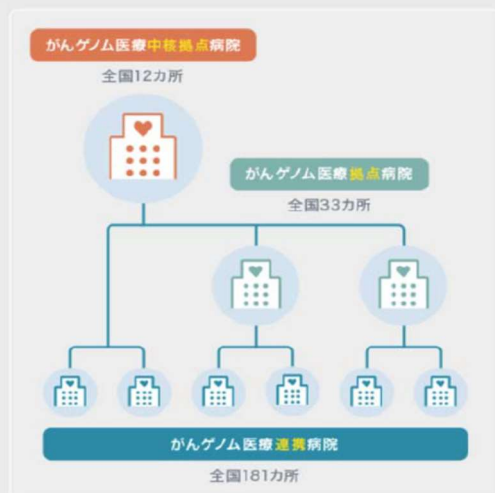 がんゲノム医療中核拠点病院
全国12カ所
がんゲノム医療拠点病院
全国33カ所
がんゲノム医療連携病院
全国181カ所